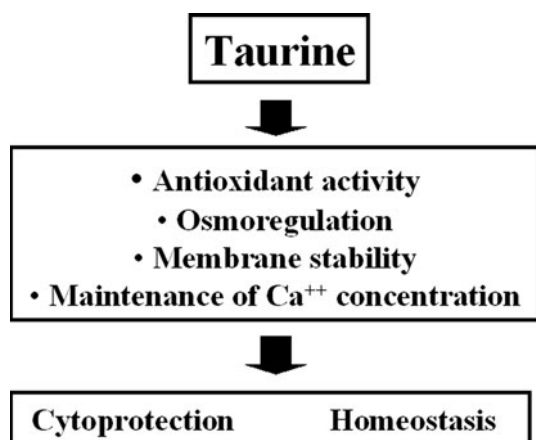 Taurine
• Antioxidant activity
• Osmoregulation
• Membrane stability
• Maintenance of Ca⁺⁺ concentration
Cytoprotection Homeostasis